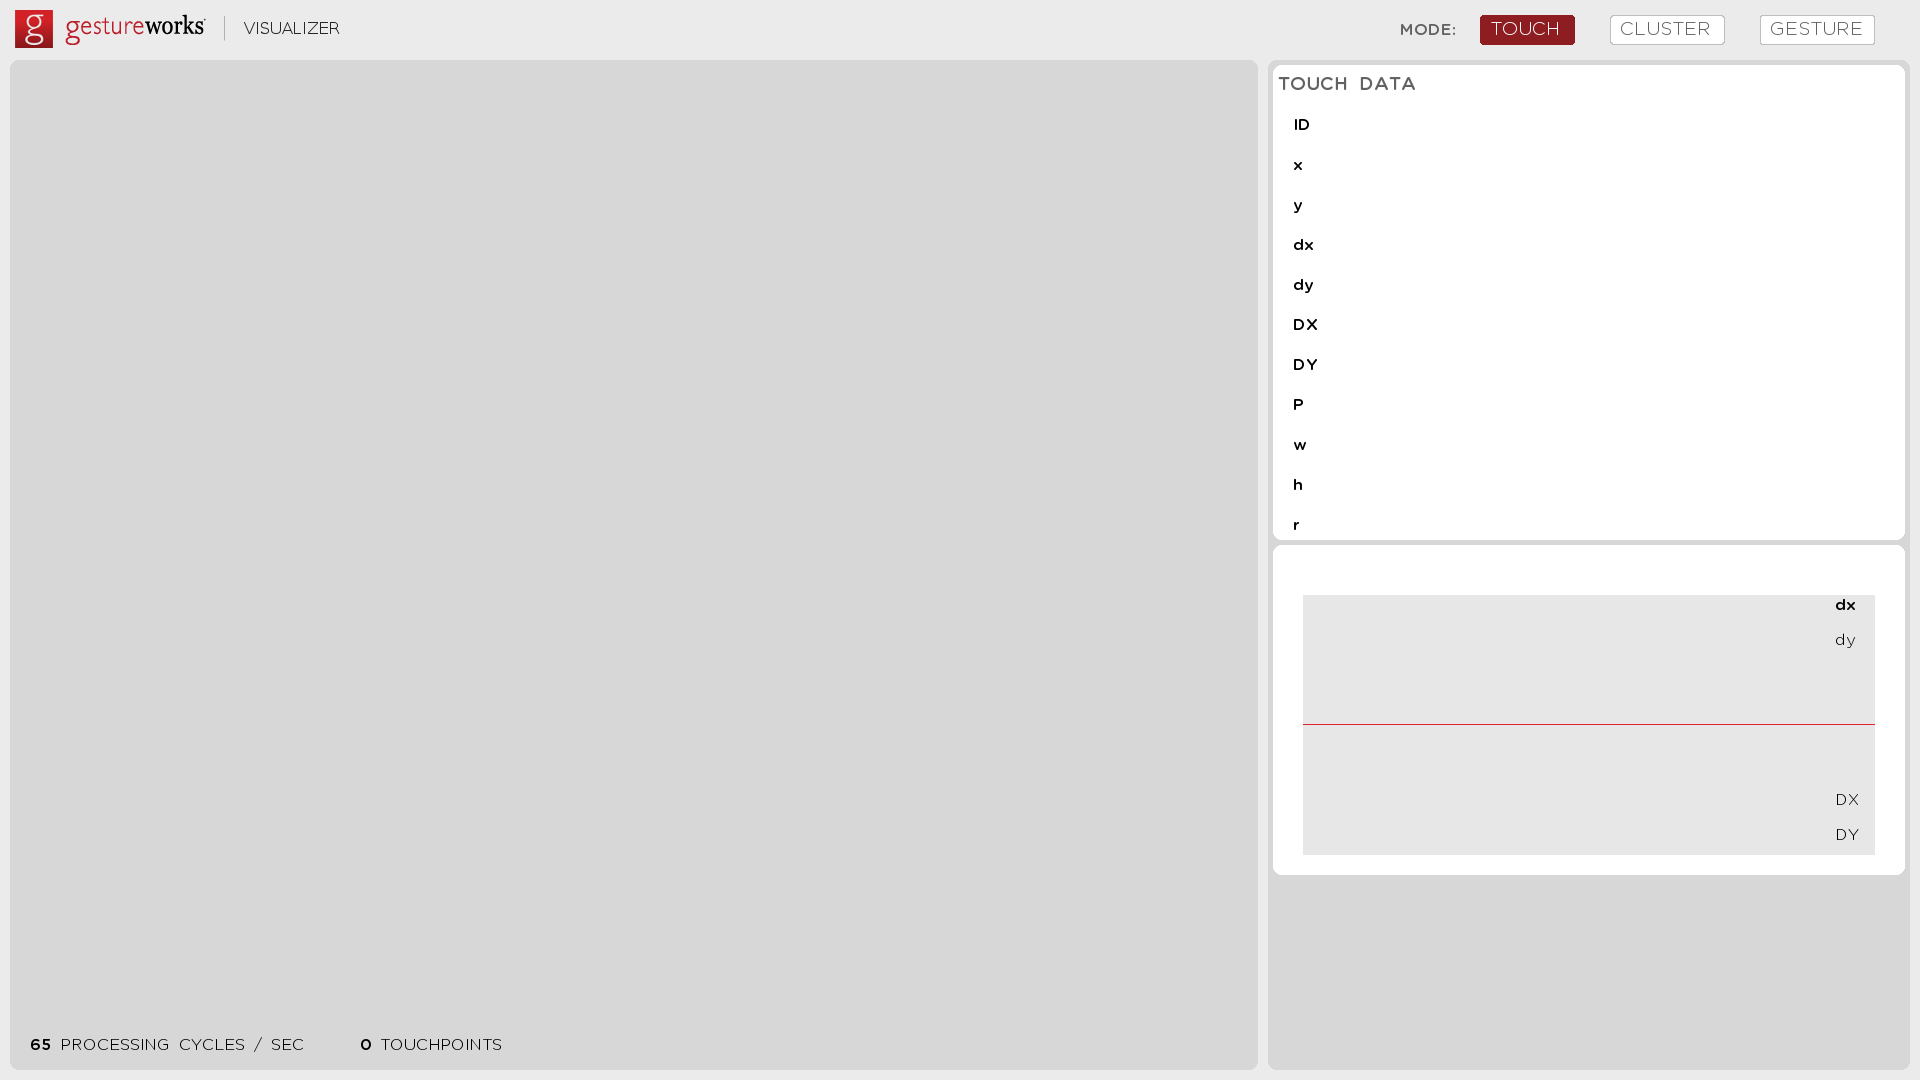 g gestureworks VISUALIZER MODE: TOUCH CLUSTER GESTURE
TOUCH DATA
ID
x
y
dx
dy
DX
DY
P
w
h
r
dx
dy
DX
DY
65 PROCESSING CYCLES / SEC 0 TOUCHPOINTS